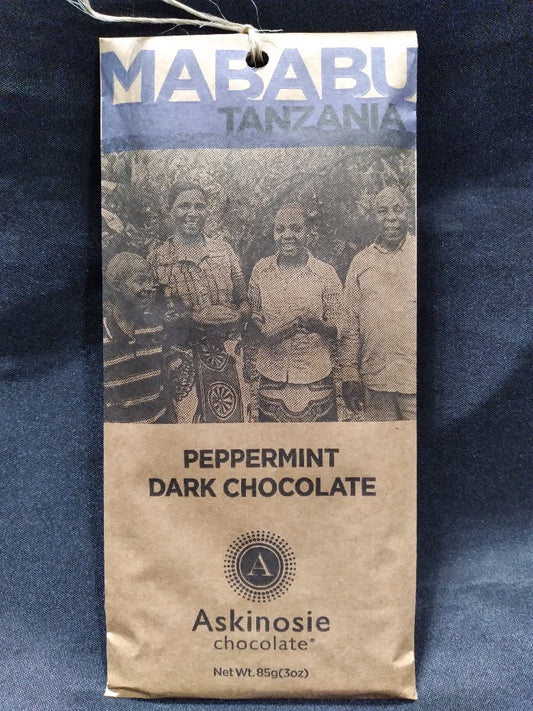 MABABU
TANZANIA
PEPPERMINT
DARK CHOCOLATE
A
Askinosie
chocolate®
Net Wt. 85g(3oz)